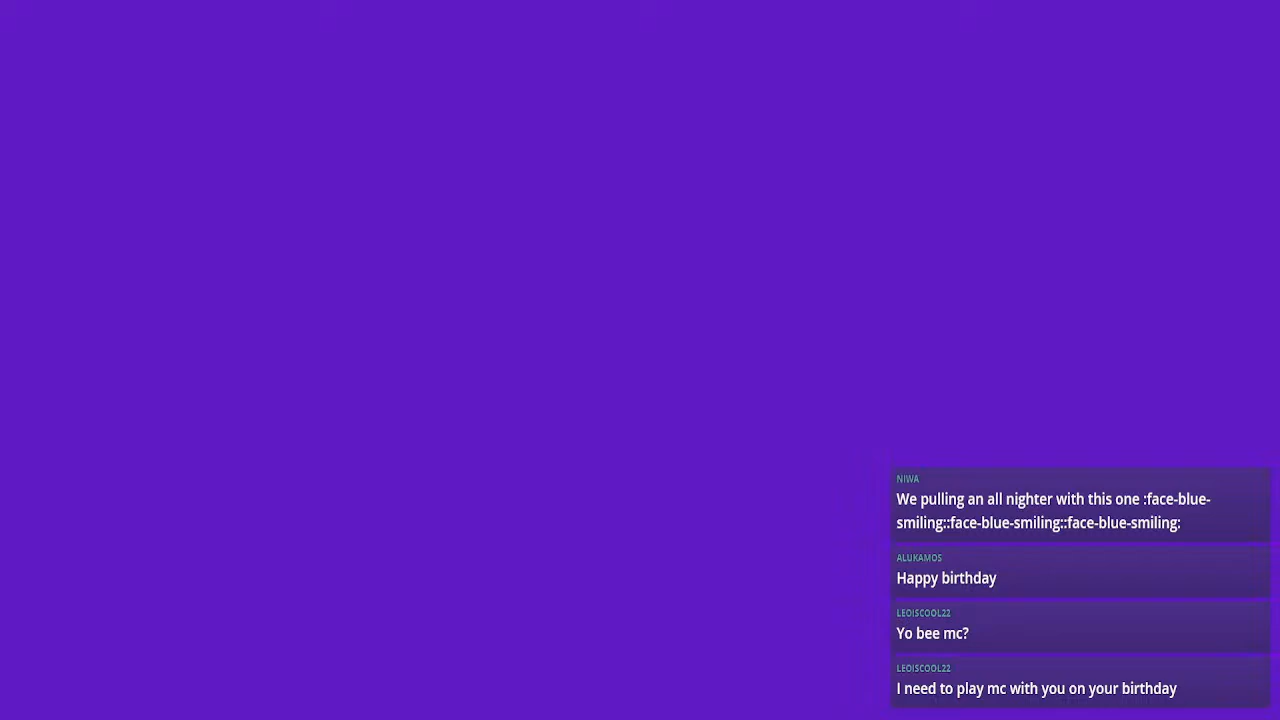 NIWA
We pulling an all nighter with this one :face-blue-
smiling::face-blue-smiling::face-blue-smiling:
ALUKAMOS
Happy birthday
LEOISCOOL22
Yo bee mc?
LEOISCOOL22
I need to play mc with you on your birthday